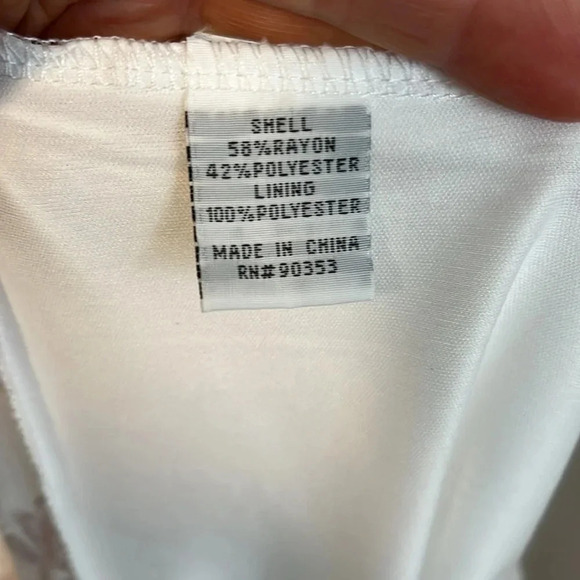 SHELL
58%RAYON
42%POLYESTER
LINING
100%POLYESTER
MADE IN CHINA
RN#90353